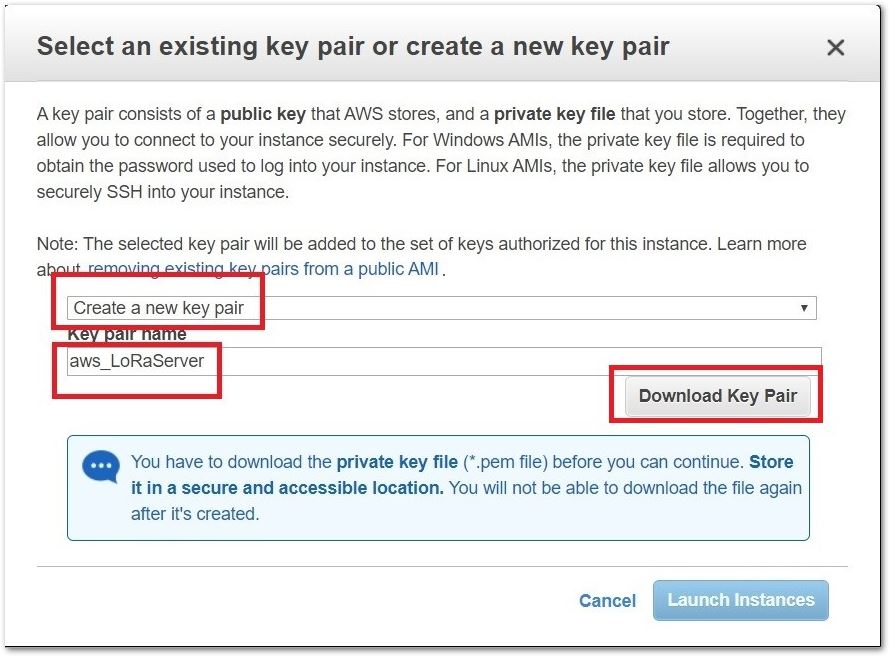 Select an existing key pair or create a new key pair
A key pair consists of a public key that AWS stores, and a private key file that you store. Together, they
allow you to connect to your instance securely. For Windows AMIs, the private key file is required to
obtain the password used to log into your instance. For Linux AMIs, the private key file allows you to
securely SSH into your instance.
Note: The selected key pair will be added to the set of keys authorized for this instance. Learn more
about removing existing key pairs from a public AMI .
Create a new key pair
Key pair name
aws_LoRaServer
Download Key Pair
You have to download the private key file (*.pem file) before you can continue. Store
it in a secure and accessible location. You will not be able to download the file again
after it's created.
Cancel
Launch Instances